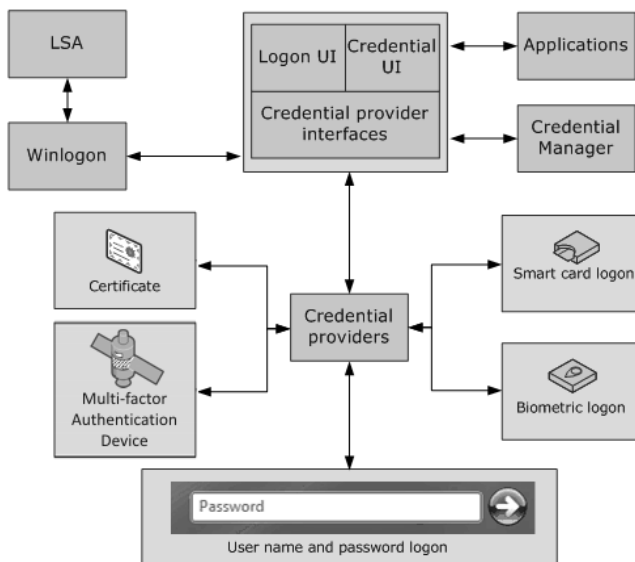 LSA
Logon UI
Credential
UI
Applications
Credential provider
interfaces
Winlogon
Credential
Manager
Certificate
Smart card logon
Credential
providers
Multi-factor
Authentication
Device
Biometric logon
Password
User name and password logon